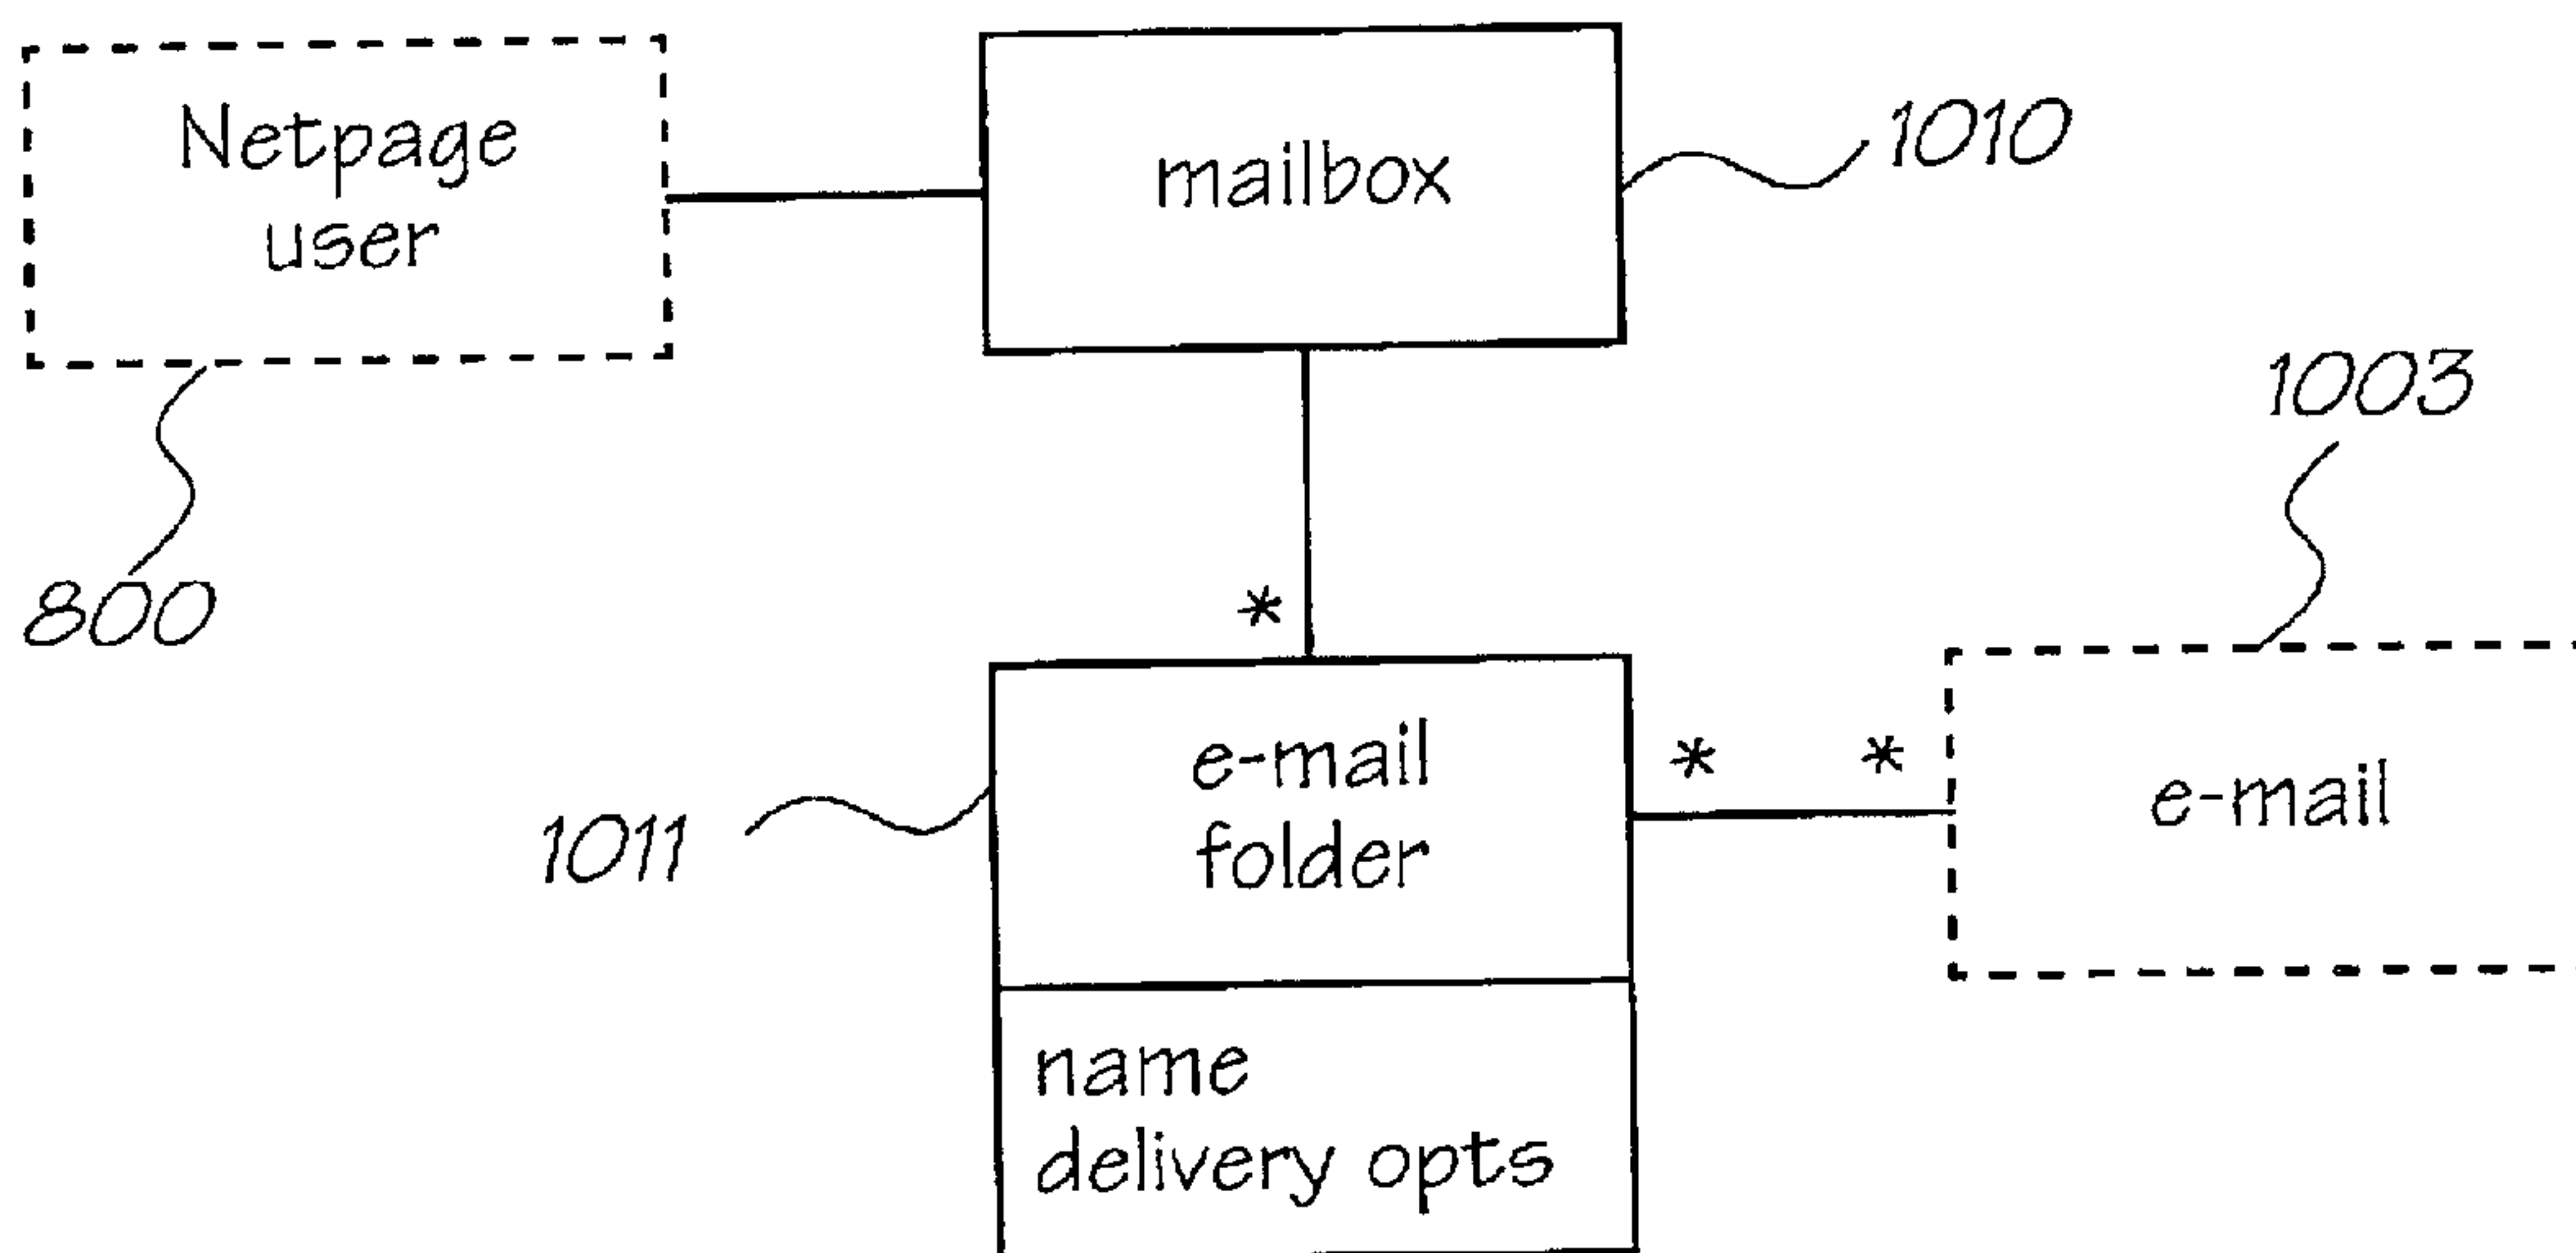 Netpage
user
mailbox
1010
800
1003
*
e-mail
folder
* *
e-mail
1011
name
delivery opts